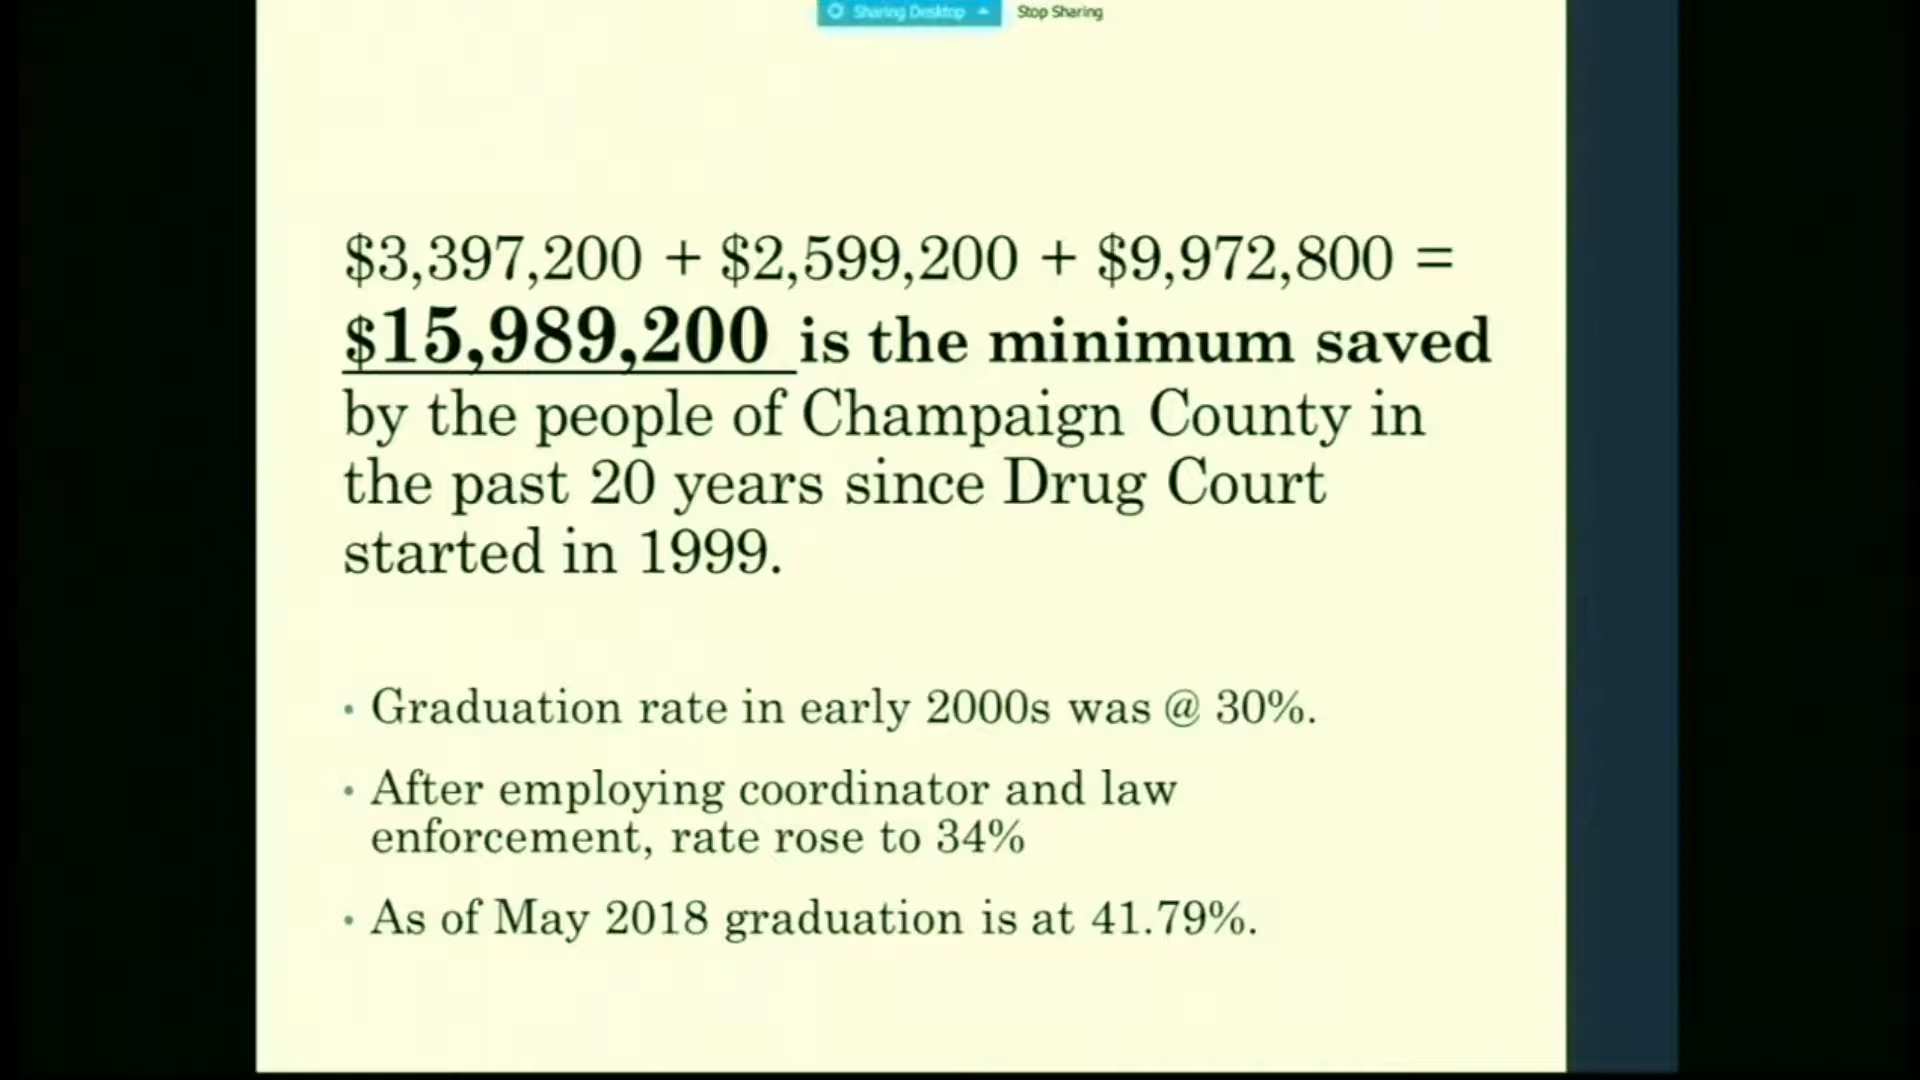 Sharing Desktop Stop Sharing
$3,397,200 + $2,599,200 + $9,972,800 =
$15,989,200 is the minimum saved
by the people of Champaign County in
the past 20 years since Drug Court
started in 1999.
• Graduation rate in early 2000s was @ 30%.
• After employing coordinator and law
enforcement, rate rose to 34%
• As of May 2018 graduation is at 41.79%.